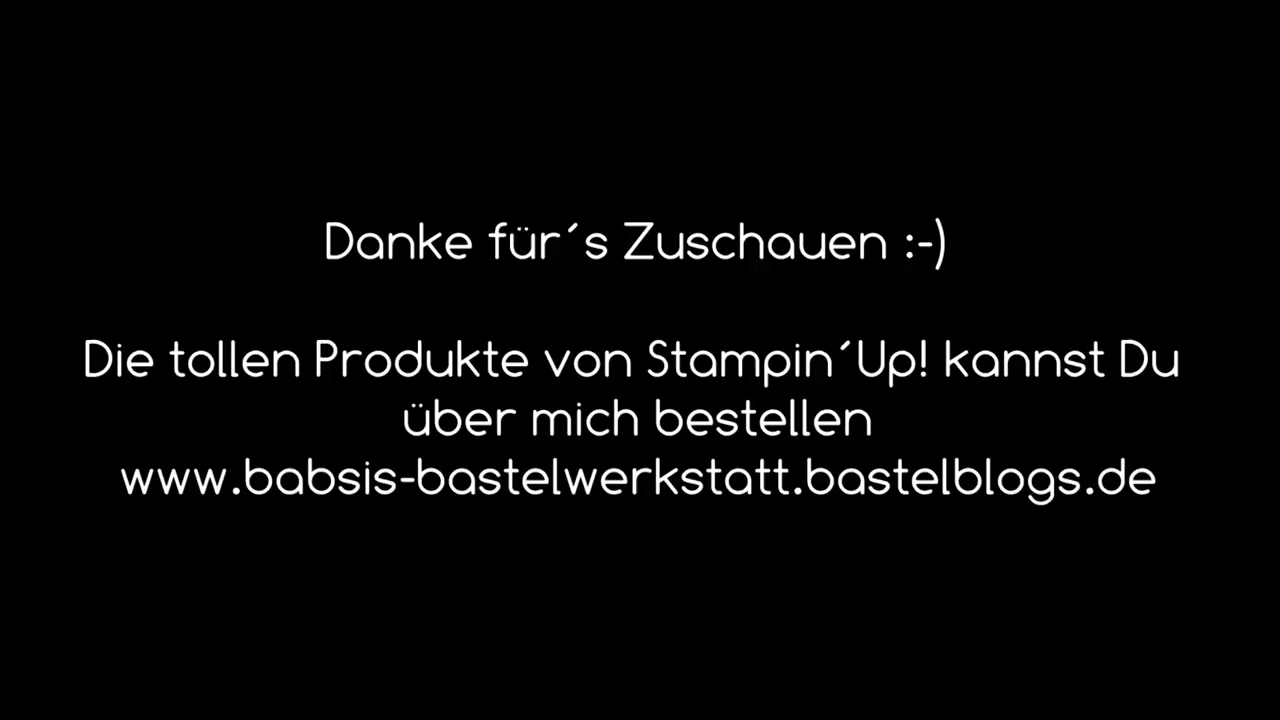 Danke für´s Zuschauen :-)
Die tollen Produkte von Stampin´Up! kannst Du
über mich bestellen
www.babsis-bastelwerkstatt.bastelblogs.de